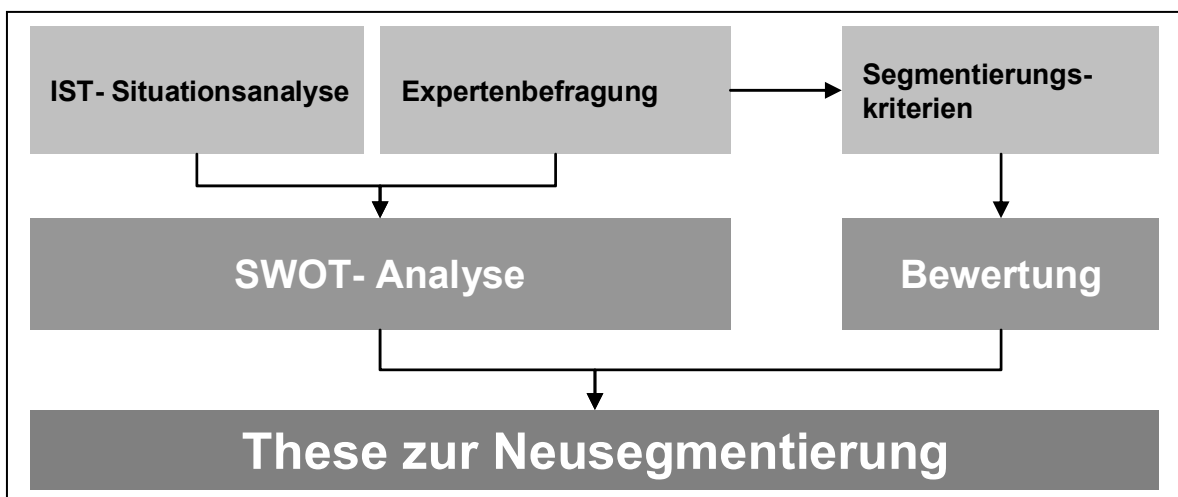 IST- Situationsanalyse
Expertenbefragung
Segmentierungs-
kriterien
SWOT- Analyse
Bewertung
These zur Neusegmentierung